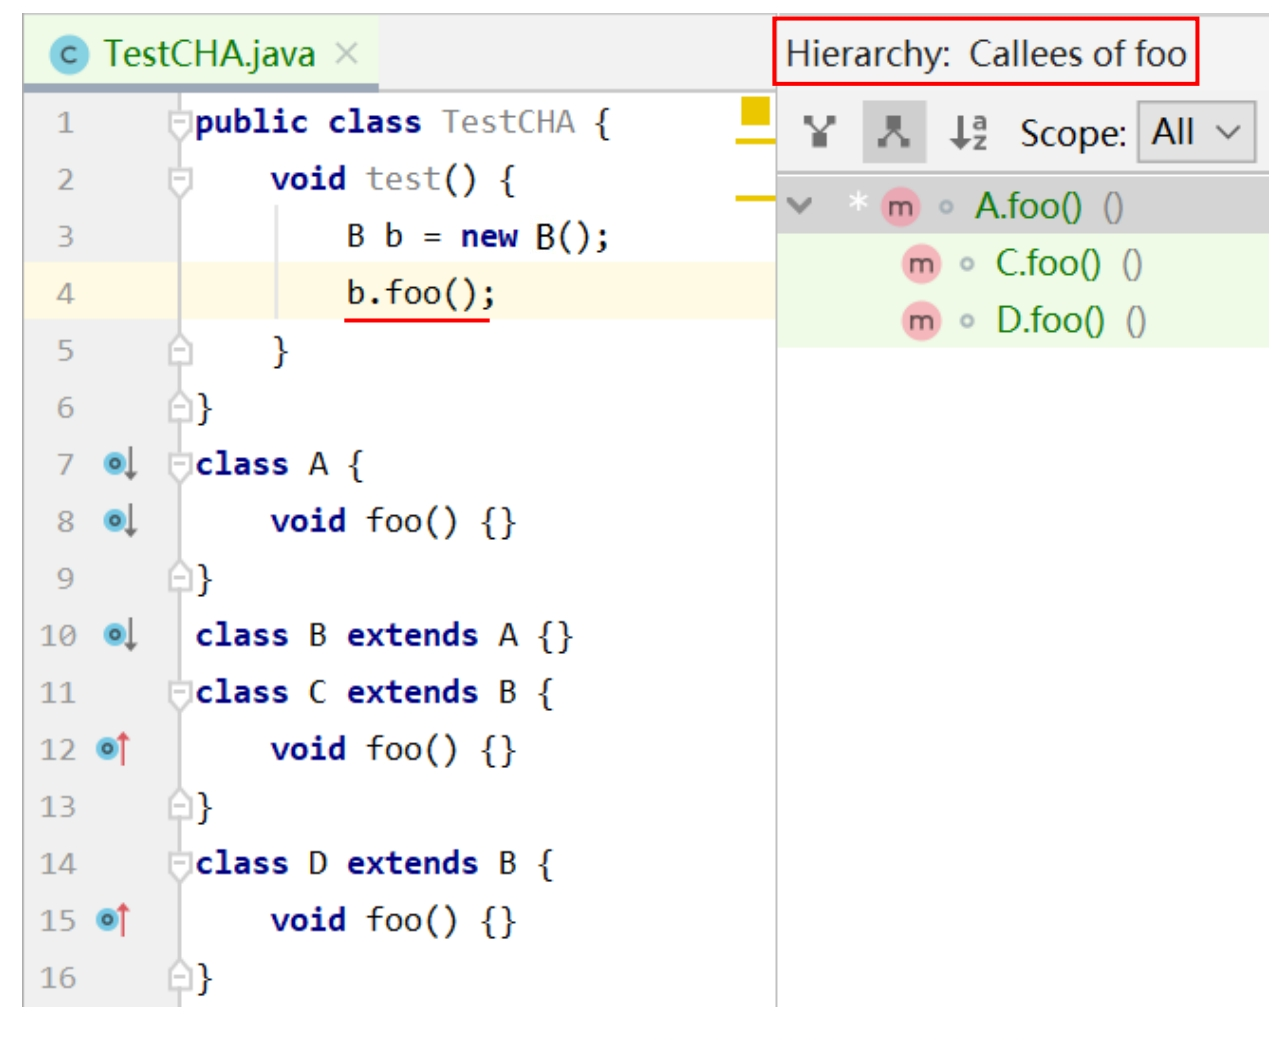 TestCHA.java
Hierarchy: Callees of foo
Scope: All
A.foo() ()
C.foo() ()
D.foo() ()
1 public class TestCHA {
2 void test() {
3 B b = new B();
4 b.foo();
5 }
6 }
7 class A {
8 void foo() {}
9 }
10 class B extends A {}
11 class C extends B {
12 void foo() {}
13 }
14 class D extends B {
15 void foo() {}
16 }